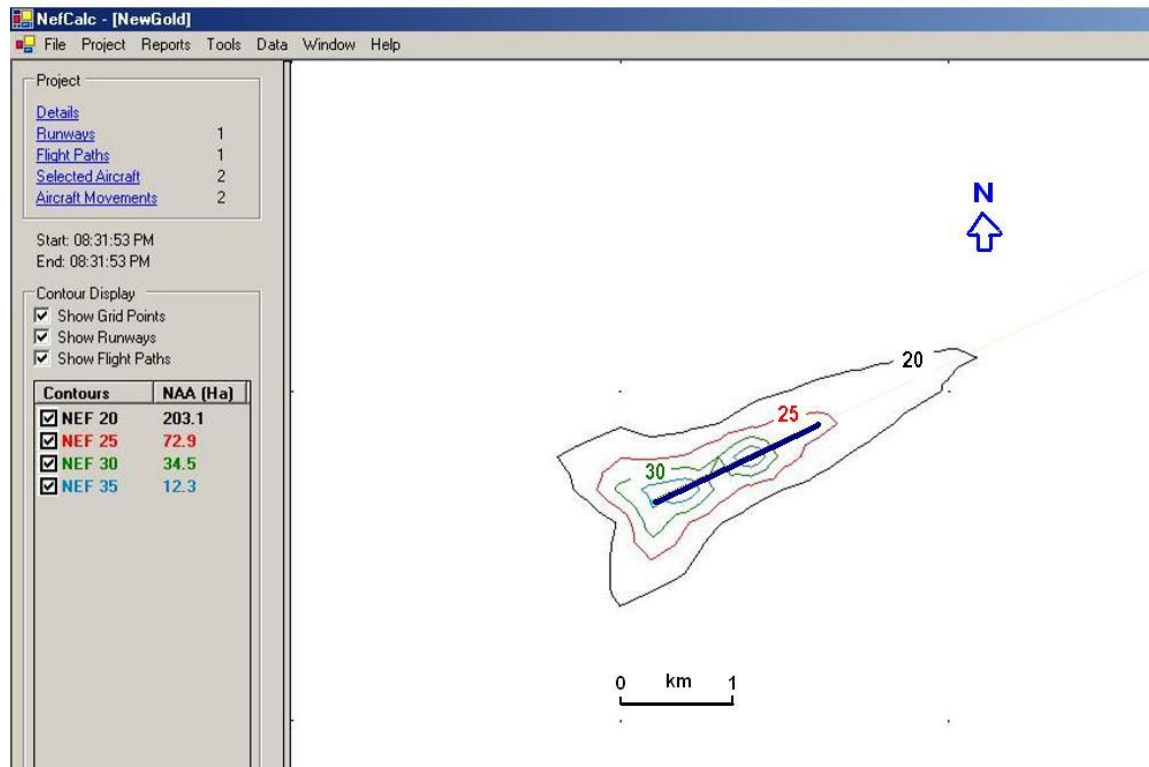 NefCalc - [NewGold]
File Project Reports Tools Data Window Help
Project
Details
Runways 1
Flight Paths 1
Selected Aircraft 2
Aircraft Movements 2
Start: 08:31:53 PM
End: 08:31:53 PM
Contour Display
Show Grid Points
Show Runways
Show Flight Paths
Contours NAA (Ha)
NEF 20 203.1
NEF 25 72.9
NEF 30 34.5
NEF 35 12.3
N
20
25
30
0 km 1